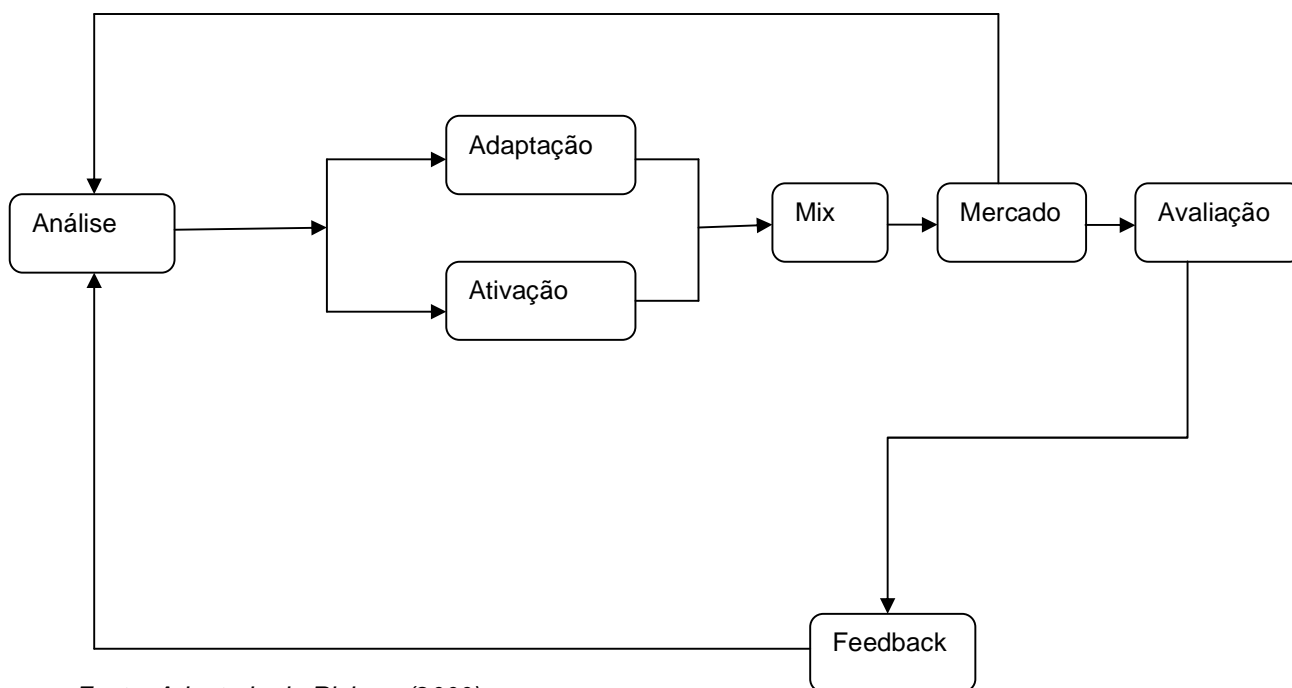 Adaptação
Análise
Mix
Mercado
Avaliação
Ativação
Feedback